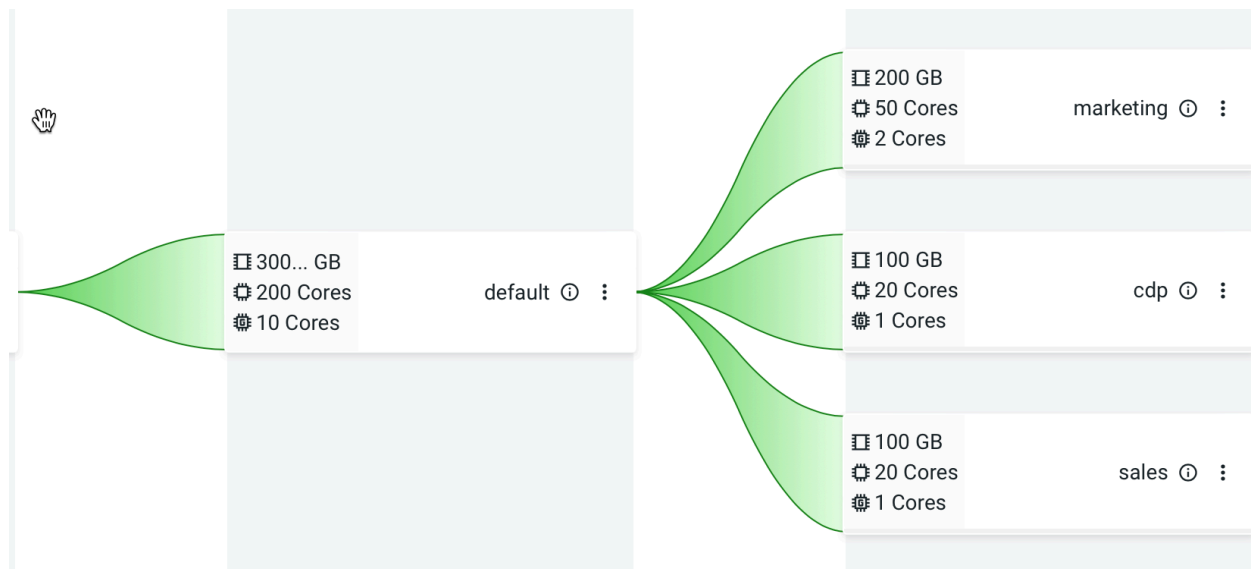 200 GB
50 Cores
2 Cores
marketing
300... GB
200 Cores
10 Cores
default
100 GB
20 Cores
1 Cores
cdp
100 GB
20 Cores
1 Cores
sales